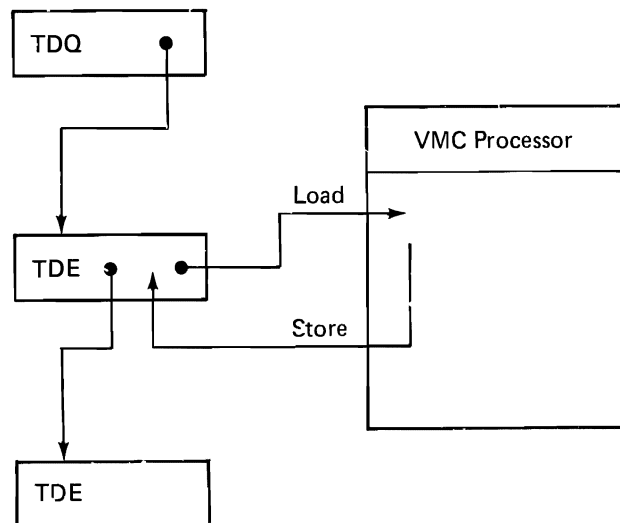 TDQ
VMC Processor
Load
TDE
Store
TDE